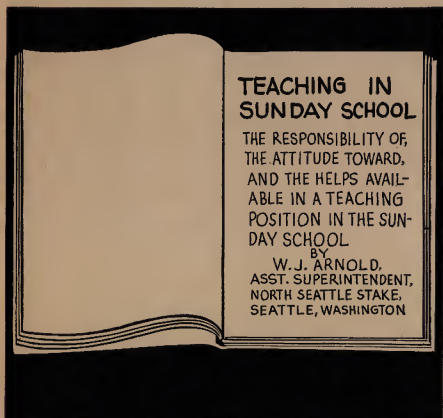 TEACHING IN
SUNDAY SCHOOL
THE RESPONSIBILITY OF,
THE ATTITUDE TOWARD,
AND THE HELPS AVAIL-
ABLE IN A TEACHING
POSITION IN THE SUN-
DAY SCHOOL
BY
W.J. ARNOLD,
ASST. SUPERINTENDENT,
NORTH SEATTLE STAKE,
SEATTLE, WASHINGTON